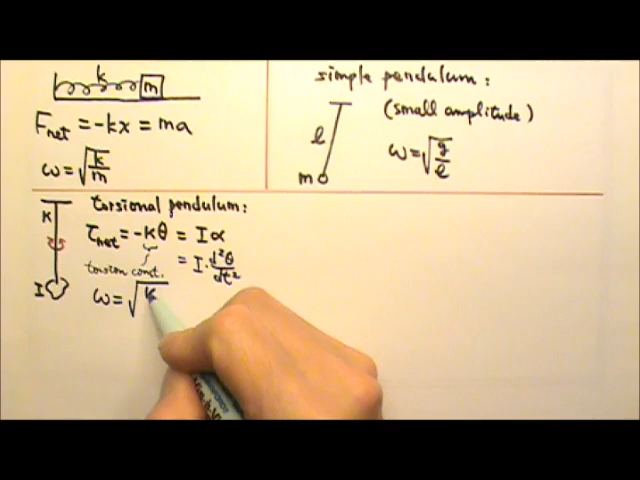 k
m
F_net = -kx = ma
ω = √(k/m)
simple pendulum:
(small amplitude)
l
m
ω = √(g/l)
torsional pendulum:
κ
I
τ_net = -κθ = Iα
= I · d²θ/dt²
torsion const.
ω = √κ